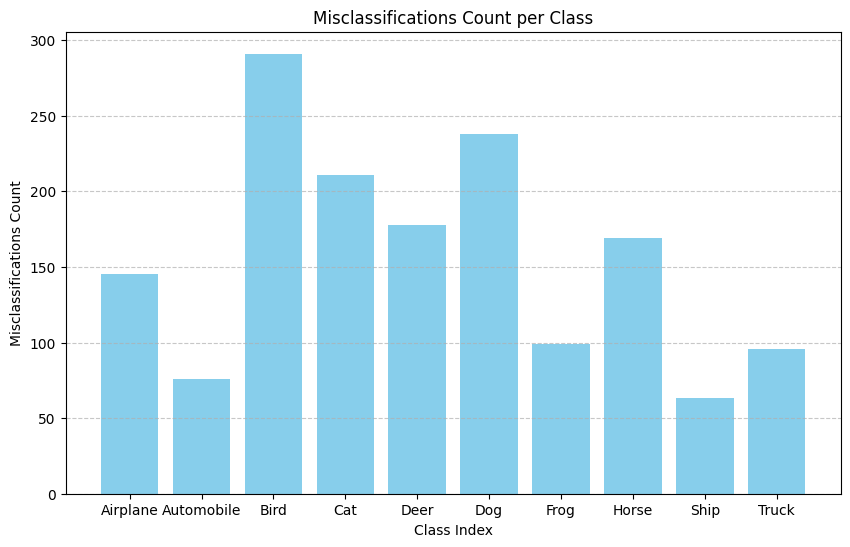 Misclassifications Count per Class
Misclassifications Count
300
250
200
150
100
50
0
Airplane Automobile Bird Cat Deer Dog Frog Horse Ship Truck
Class Index